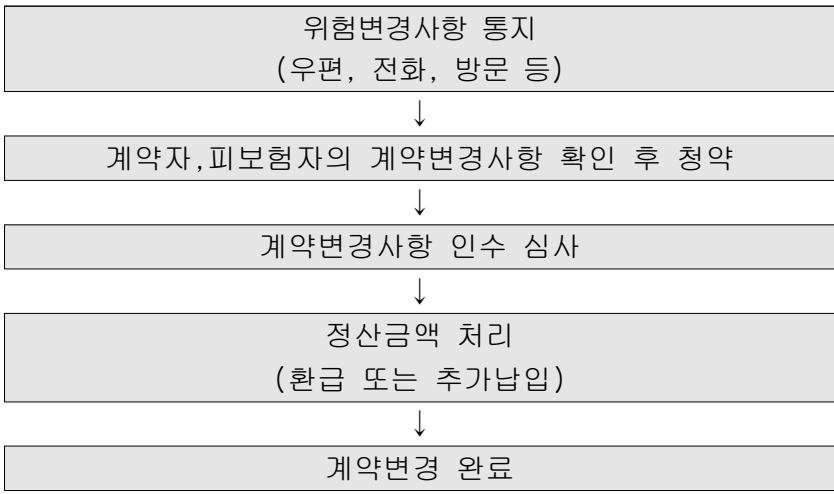 위험변경사항 통지
(우편, 전화, 방문 등)
↓
계약자,피보험자의 계약변경사항 확인 후 청약
↓
계약변경사항 인수 심사
↓
정산금액 처리
(환급 또는 추가납입)
↓
계약변경 완료